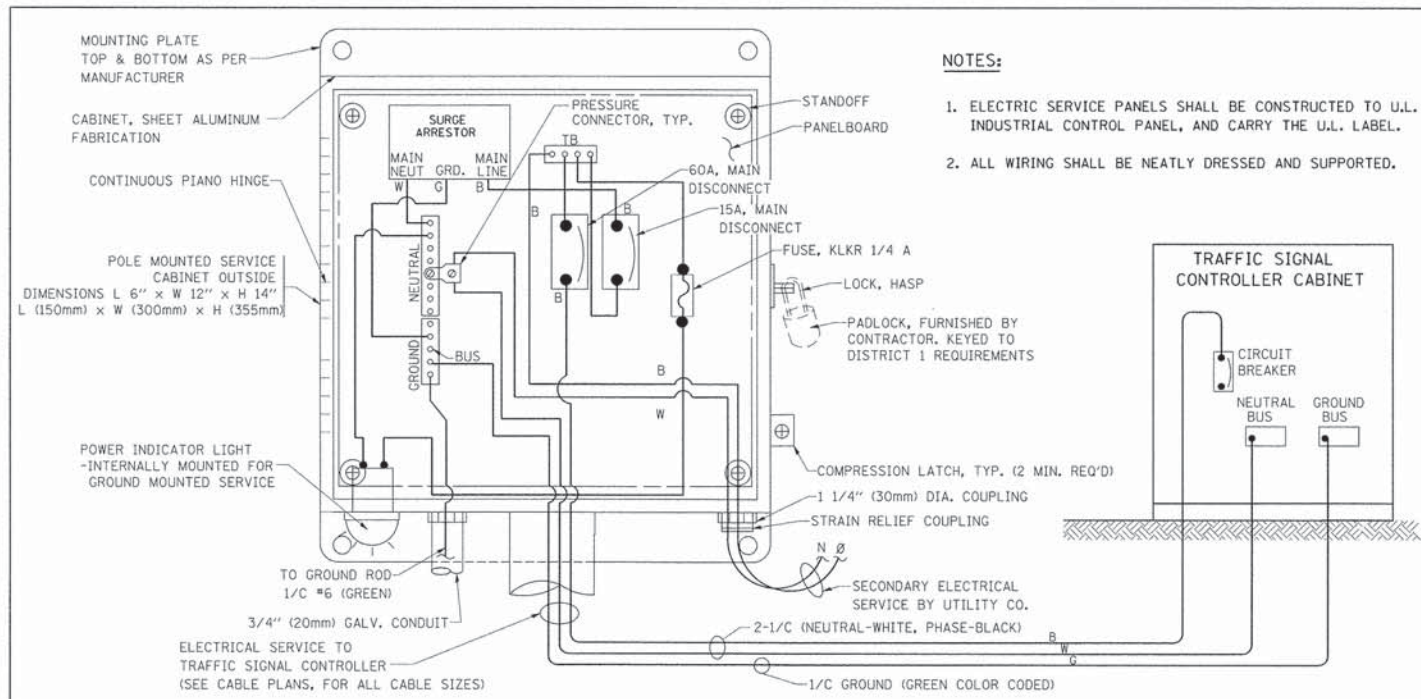 MOUNTING PLATE
TOP & BOTTOM AS PER
MANUFACTURER
CABINET, SHEET ALUMINUM
FABRICATION
CONTINUOUS PIANO HINGE
POLE MOUNTED SERVICE
CABINET OUTSIDE
DIMENSIONS L 6" x W 12" x H 14"
L (150mm) x W (300mm) x H (355mm)
POWER INDICATOR LIGHT
-INTERNALLY MOUNTED FOR
GROUND MOUNTED SERVICE
SURGE
ARRESTOR
MAIN
NEUT
GRD.
MAIN
LINE
W
G
B
PRESSURE
CONNECTOR, TYP.
TB
NEUTRAL
GROUND
BUS
B
B
B
B
W
STANDOFF
PANELBOARD
60A, MAIN
DISCONNECT
15A, MAIN
DISCONNECT
FUSE, KLKR 1/4 A
LOCK, HASP
PADLOCK, FURNISHED BY
CONTRACTOR. KEYED TO
DISTRICT 1 REQUIREMENTS
COMPRESSION LATCH, TYP. (2 MIN. REQ'D)
1 1/4" (30mm) DIA. COUPLING
STRAIN RELIEF COUPLING
N Ø
SECONDARY ELECTRICAL
SERVICE BY UTILITY CO.
TO GROUND ROD
1/C #6 (GREEN)
3/4" (20mm) GALV. CONDUIT
ELECTRICAL SERVICE TO
TRAFFIC SIGNAL CONTROLLER
(SEE CABLE PLANS, FOR ALL CABLE SIZES)
2-1/C (NEUTRAL-WHITE, PHASE-BLACK)
B
W
G
1/C GROUND (GREEN COLOR CODED)
NOTES:
1. ELECTRIC SERVICE PANELS SHALL BE CONSTRUCTED TO U.L.
INDUSTRIAL CONTROL PANEL, AND CARRY THE U.L. LABEL.
2. ALL WIRING SHALL BE NEATLY DRESSED AND SUPPORTED.
TRAFFIC SIGNAL
CONTROLLER CABINET
CIRCUIT
BREAKER
NEUTRAL
BUS
GROUND
BUS